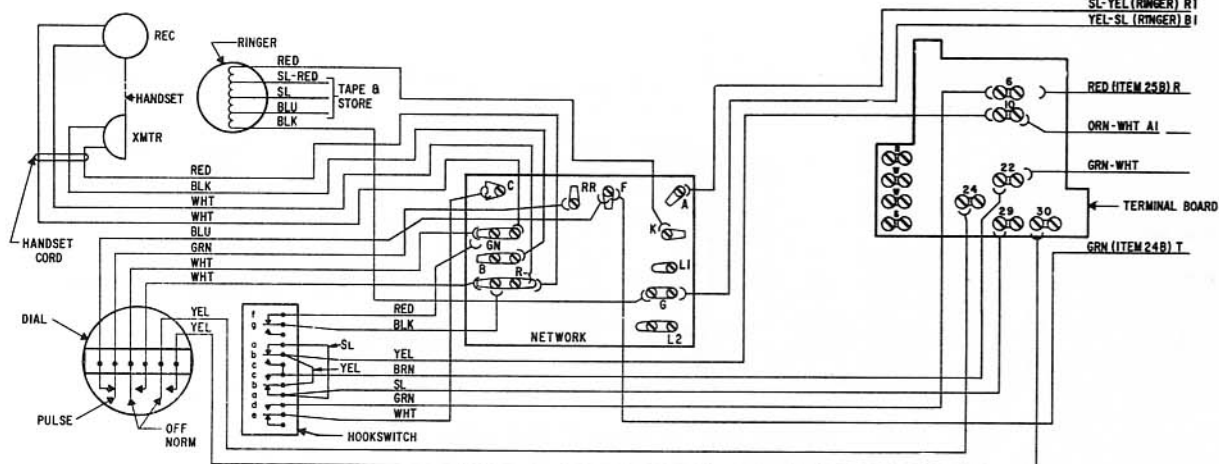 SL-YEL (RINGER) R1
YEL-SL (RINGER) B1
REC
RINGER
RED
SL-RED
SL
BLU
BLK
TAPE &
STORE
HANDSET
XMTR
6
RED (ITEM 25B) R
10
ORN-WHT A1
GRN-WHT
22
24
29
30
TERMINAL BOARD
GRN (ITEM 24B) T
RED
BLK
WHT
WHT
BLU
GRN
WHT
WHT
HANDSET
CORD
C
RR
F
A
K
GN
B
R-
L1
G
L2
NETWORK
DIAL
YEL
YEL
PULSE
OFF
NORM
f
g
a
b
c
c
b
a
d
e
SL
YEL
RED
BLK
YEL
BRN
SL
GRN
WHT
HOOKSWITCH